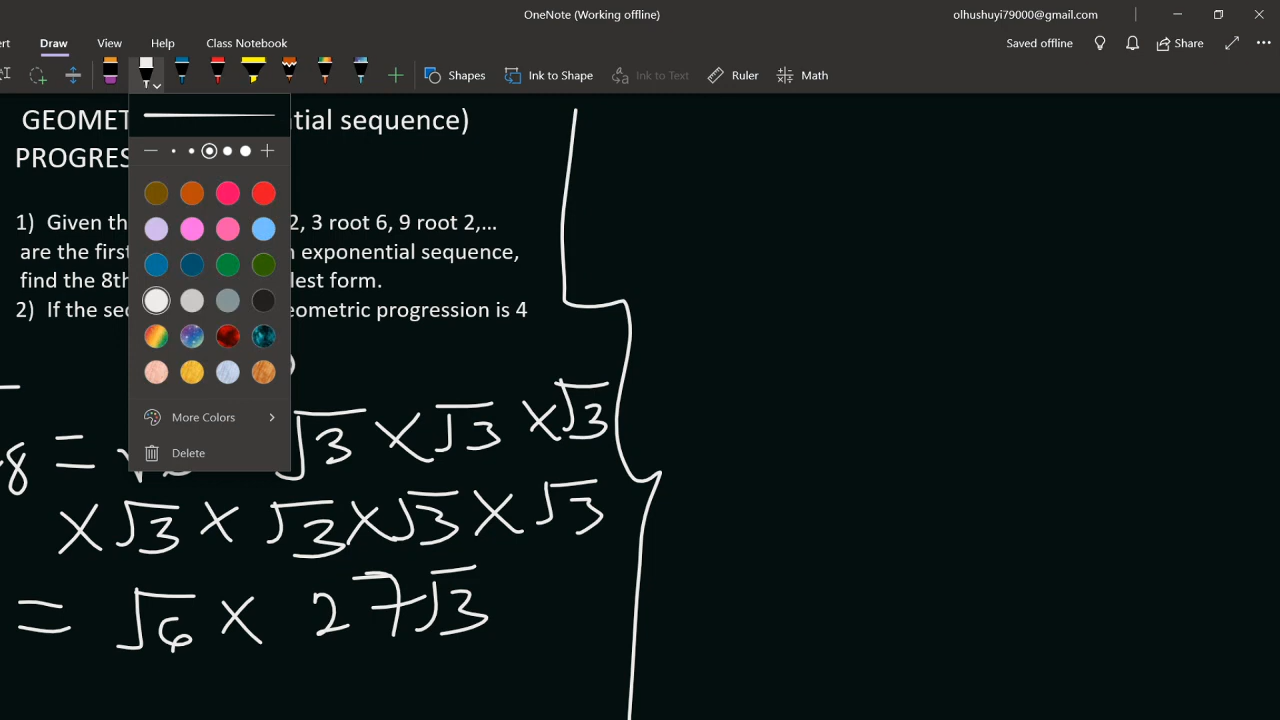 OneNote (Working offline) olhushuyi79000@gmail.com
ert Draw View Help Class Notebook Saved offline Share
Shapes Ink to Shape Ink to Text Ruler Math
GEOMET tial sequence)
PROGRES
1) Given th 2, 3 root 6, 9 root 2,...
are the first n exponential sequence,
find the 8th lest form.
2) If the sec eometric progression is 4
8 = √3 × √3 × √3
× √3 × √3 × √3 × √3
= √6 × 27√3
More Colors
Delete